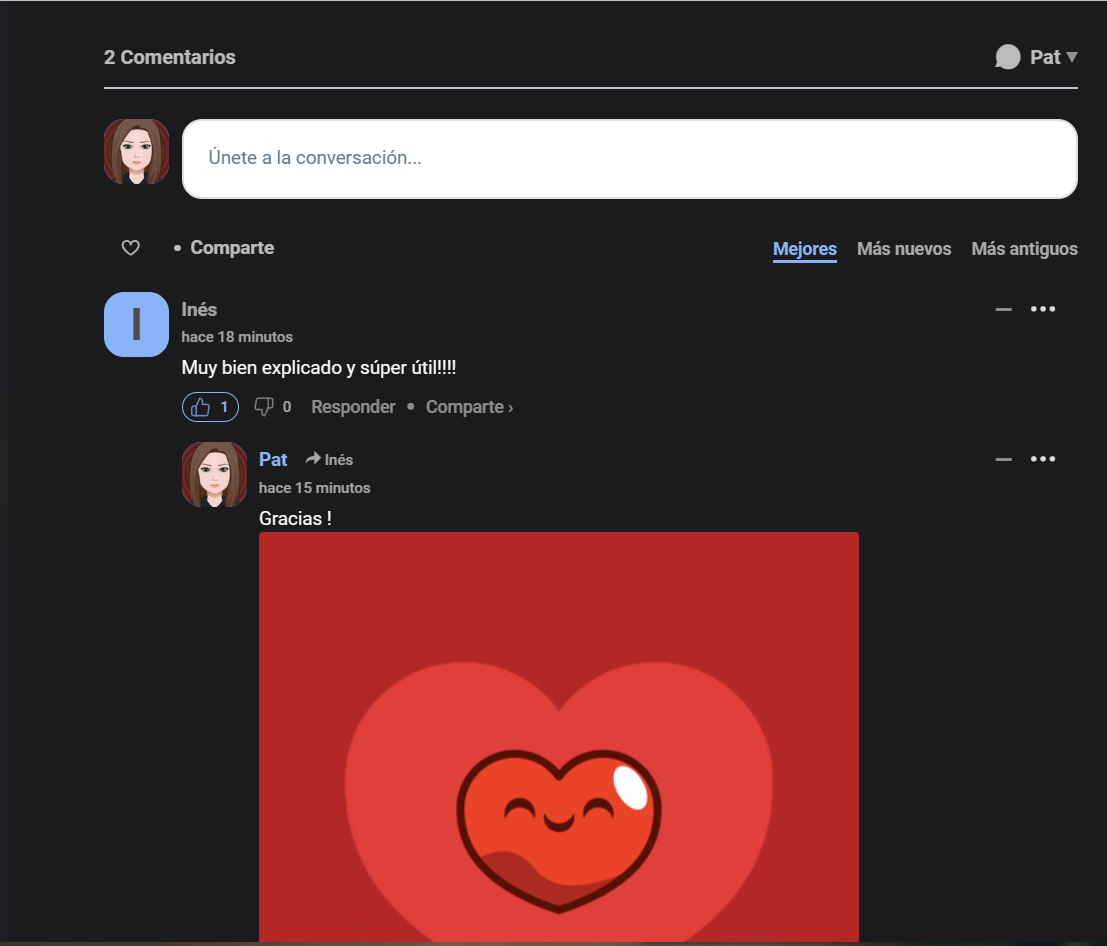 2 Comentarios
Pat
Únete a la conversación...
• Comparte
Mejores Más nuevos Más antiguos
I
Inés
hace 18 minutos
Muy bien explicado y súper útil!!!!
1 0 Responder • Comparte ›
Pat Inés
hace 15 minutos
Gracias !